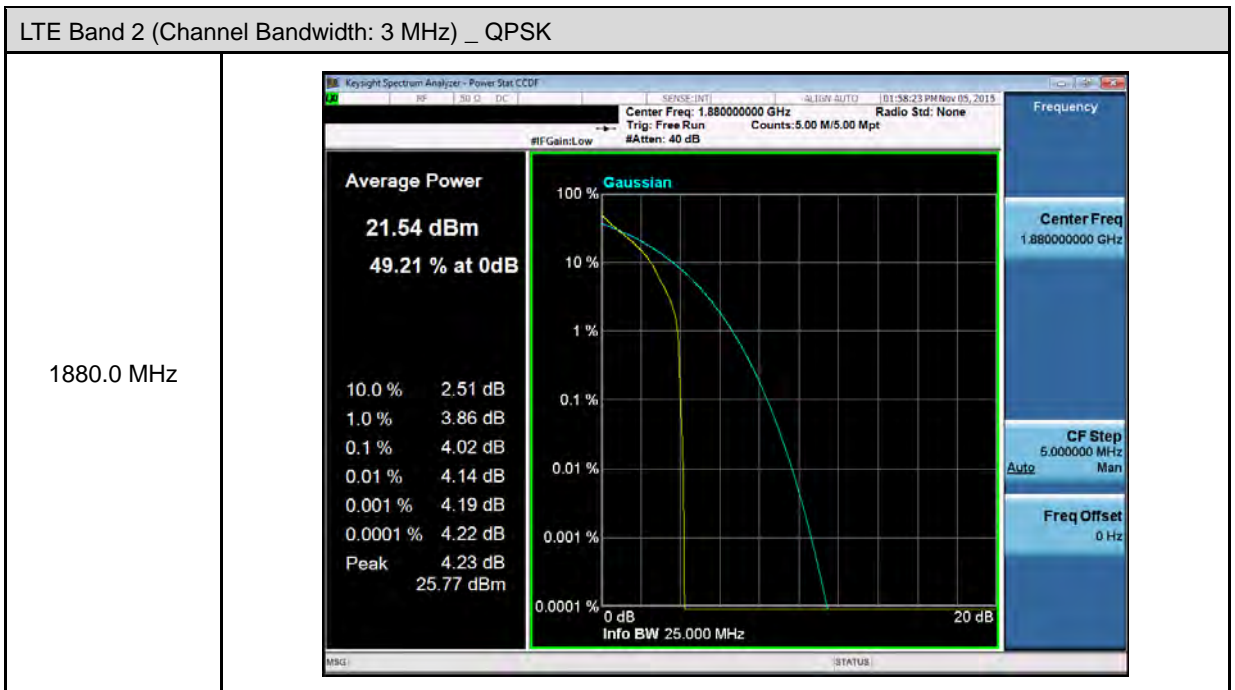 LTE Band 2 (Channel Bandwidth: 3 MHz) _ QPSK
1880.0 MHz
Keysight Spectrum Analyzer - Power Stat CCDF
RF 50 Ω DC SENSE:INT ALIGN AUTO 01:58:23 PM Nov 05, 2015
Center Freq: 1.880000000 GHz Radio Std: None
Trig: Free Run Counts:5.00 M/5.00 Mpt
#IFGain:Low #Atten: 40 dB
Average Power
21.54 dBm
49.21 % at 0dB
10.0 % 2.51 dB
1.0 % 3.86 dB
0.1 % 4.02 dB
0.01 % 4.14 dB
0.001 % 4.19 dB
0.0001 % 4.22 dB
Peak 4.23 dB
25.77 dBm
Gaussian
100 %
10 %
1 %
0.1 %
0.01 %
0.001 %
0.0001 %
0 dB 20 dB
Info BW 25.000 MHz
Frequency
Center Freq
1.880000000 GHz
CF Step
5.000000 MHz
Auto Man
Freq Offset
0 Hz
MSG STATUS